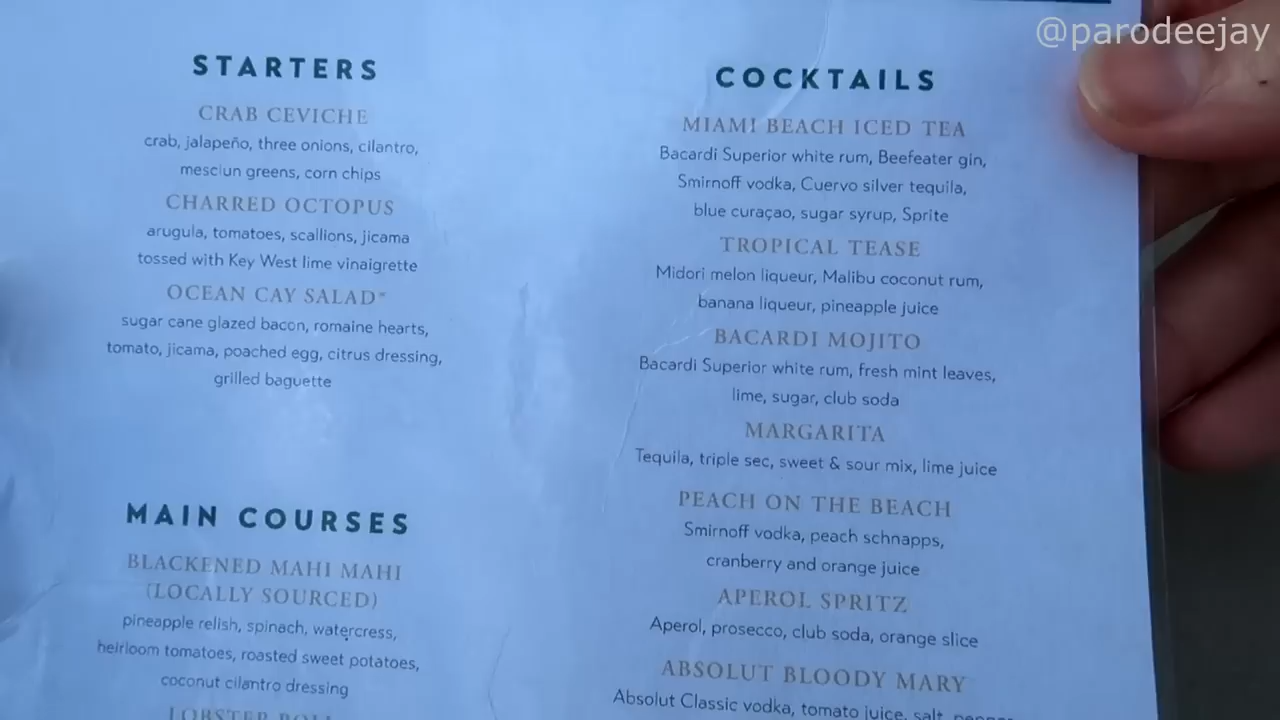 @parodeejay
STARTERS
CRAB CEVICHE
crab, jalapeño, three onions, cilantro,
mesclun greens, corn chips
CHARRED OCTOPUS
arugula, tomatoes, scallions, jicama
tossed with Key West lime vinaigrette
OCEAN CAY SALAD*
sugar cane glazed bacon, romaine hearts,
tomato, jicama, poached egg, citrus dressing,
grilled baguette
MAIN COURSES
BLACKENED MAHI MAHI
(LOCALLY SOURCED)
pineapple relish, spinach, watercress,
heirloom tomatoes, roasted sweet potatoes,
coconut cilantro dressing
LOBSTER ROLL
COCKTAILS
MIAMI BEACH ICED TEA
Bacardi Superior white rum, Beefeater gin,
Smirnoff vodka, Cuervo silver tequila,
blue curaçao, sugar syrup, Sprite
TROPICAL TEASE
Midori melon liqueur, Malibu coconut rum,
banana liqueur, pineapple juice
BACARDI MOJITO
Bacardi Superior white rum, fresh mint leaves,
lime, sugar, club soda
MARGARITA
Tequila, triple sec, sweet & sour mix, lime juice
PEACH ON THE BEACH
Smirnoff vodka, peach schnapps,
cranberry and orange juice
APEROL SPRITZ
Aperol, prosecco, club soda, orange slice
ABSOLUT BLOODY MARY
Absolut Classic vodka, tomato juice, salt, pepper